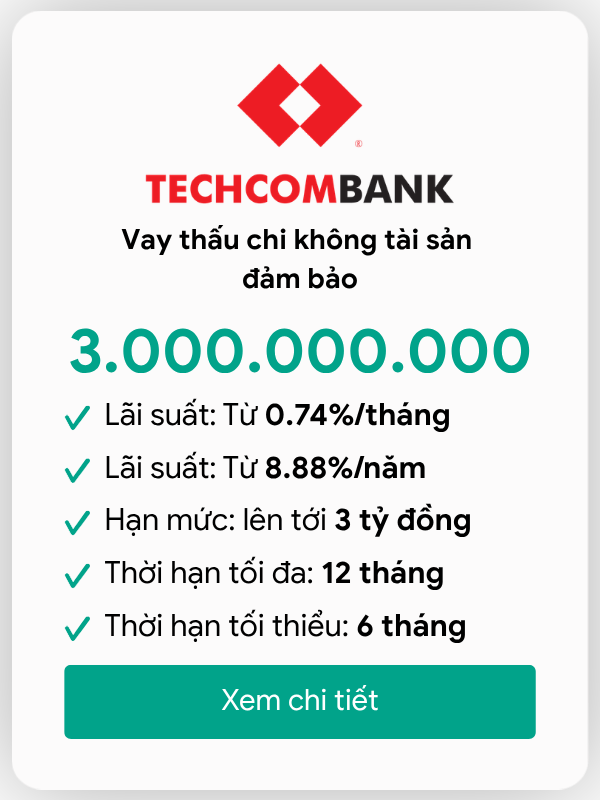 ®
TECHCOMBANK
Vay thấu chi không tài sản
đảm bảo
3.000.000.000
Lãi suất: Từ 0.74%/tháng
Lãi suất: Từ 8.88%/năm
Hạn mức: lên tới 3 tỷ đồng
Thời hạn tối đa: 12 tháng
Thời hạn tối thiểu: 6 tháng
Xem chi tiết